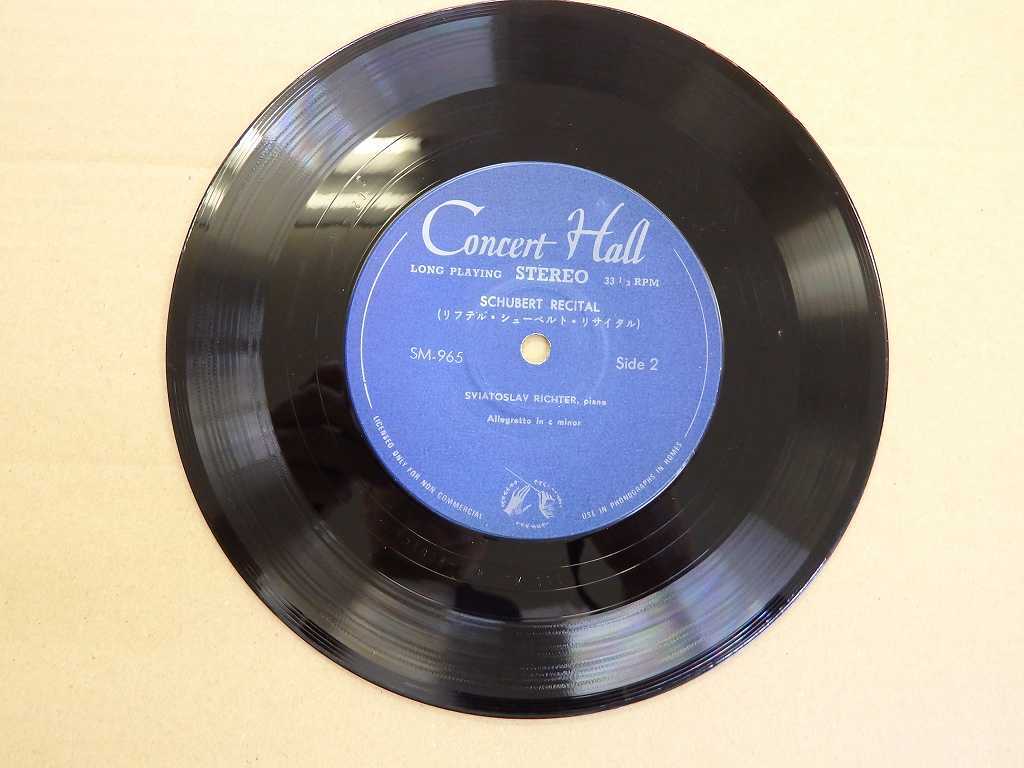 Concert Hall
LONG PLAYING STEREO 33 1/3 RPM
SCHUBERT RECITAL
(リフテル・シューベルト・リサイタル)
SM-965 Side 2
SVIATOSLAV RICHTER, piano
Allegretto in c minor
LICENSED ONLY FOR NON COMMERCIAL USE IN PHONOGRAPHS IN HOMES